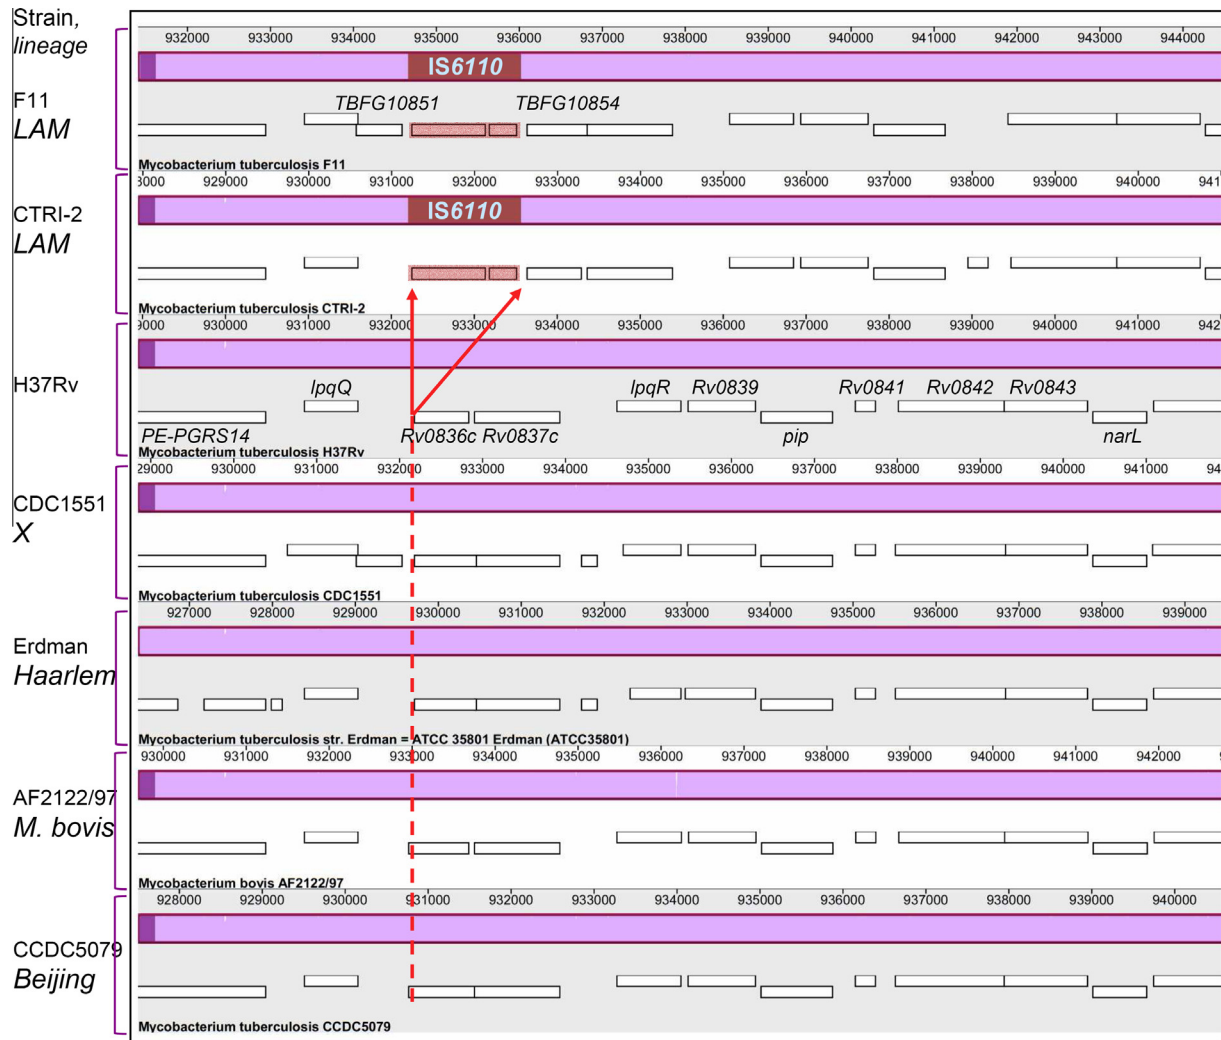 Strain,
lineage
932000 933000 934000 935000 936000 937000 938000 939000 940000 941000 942000 943000 944000
IS6110
F11
LAM
TBFG10851 TBFG10854
Mycobacterium tuberculosis F11
3000 929000 930000 931000 932000 933000 934000 935000 936000 937000 938000 939000 940000 941
CTRI-2
LAM
IS6110
Mycobacterium tuberculosis CTRI-2
9000 930000 931000 932000 933000 934000 935000 936000 937000 938000 939000 940000 941000 942
H37Rv
lpqQ lpqR Rv0839 Rv0841 Rv0842 Rv0843
PE-PGRS14 Rv0836c Rv0837c pip narL
Mycobacterium tuberculosis H37Rv
29000 930000 931000 932000 933000 934000 935000 936000 937000 938000 939000 940000 941000 94
CDC1551
X
Mycobacterium tuberculosis CDC1551
927000 928000 929000 930000 931000 932000 933000 934000 935000 936000 937000 938000 939000
Erdman
Haarlem
Mycobacterium tuberculosis str. Erdman = ATCC 35801 Erdman (ATCC35801)
930000 931000 932000 933000 934000 935000 936000 937000 938000 939000 940000 941000 942000 9
AF2122/97
M. bovis
Mycobacterium bovis AF2122/97
928000 929000 930000 931000 932000 933000 934000 935000 936000 937000 938000 939000 940000
CCDC5079
Beijing
Mycobacterium tuberculosis CCDC5079